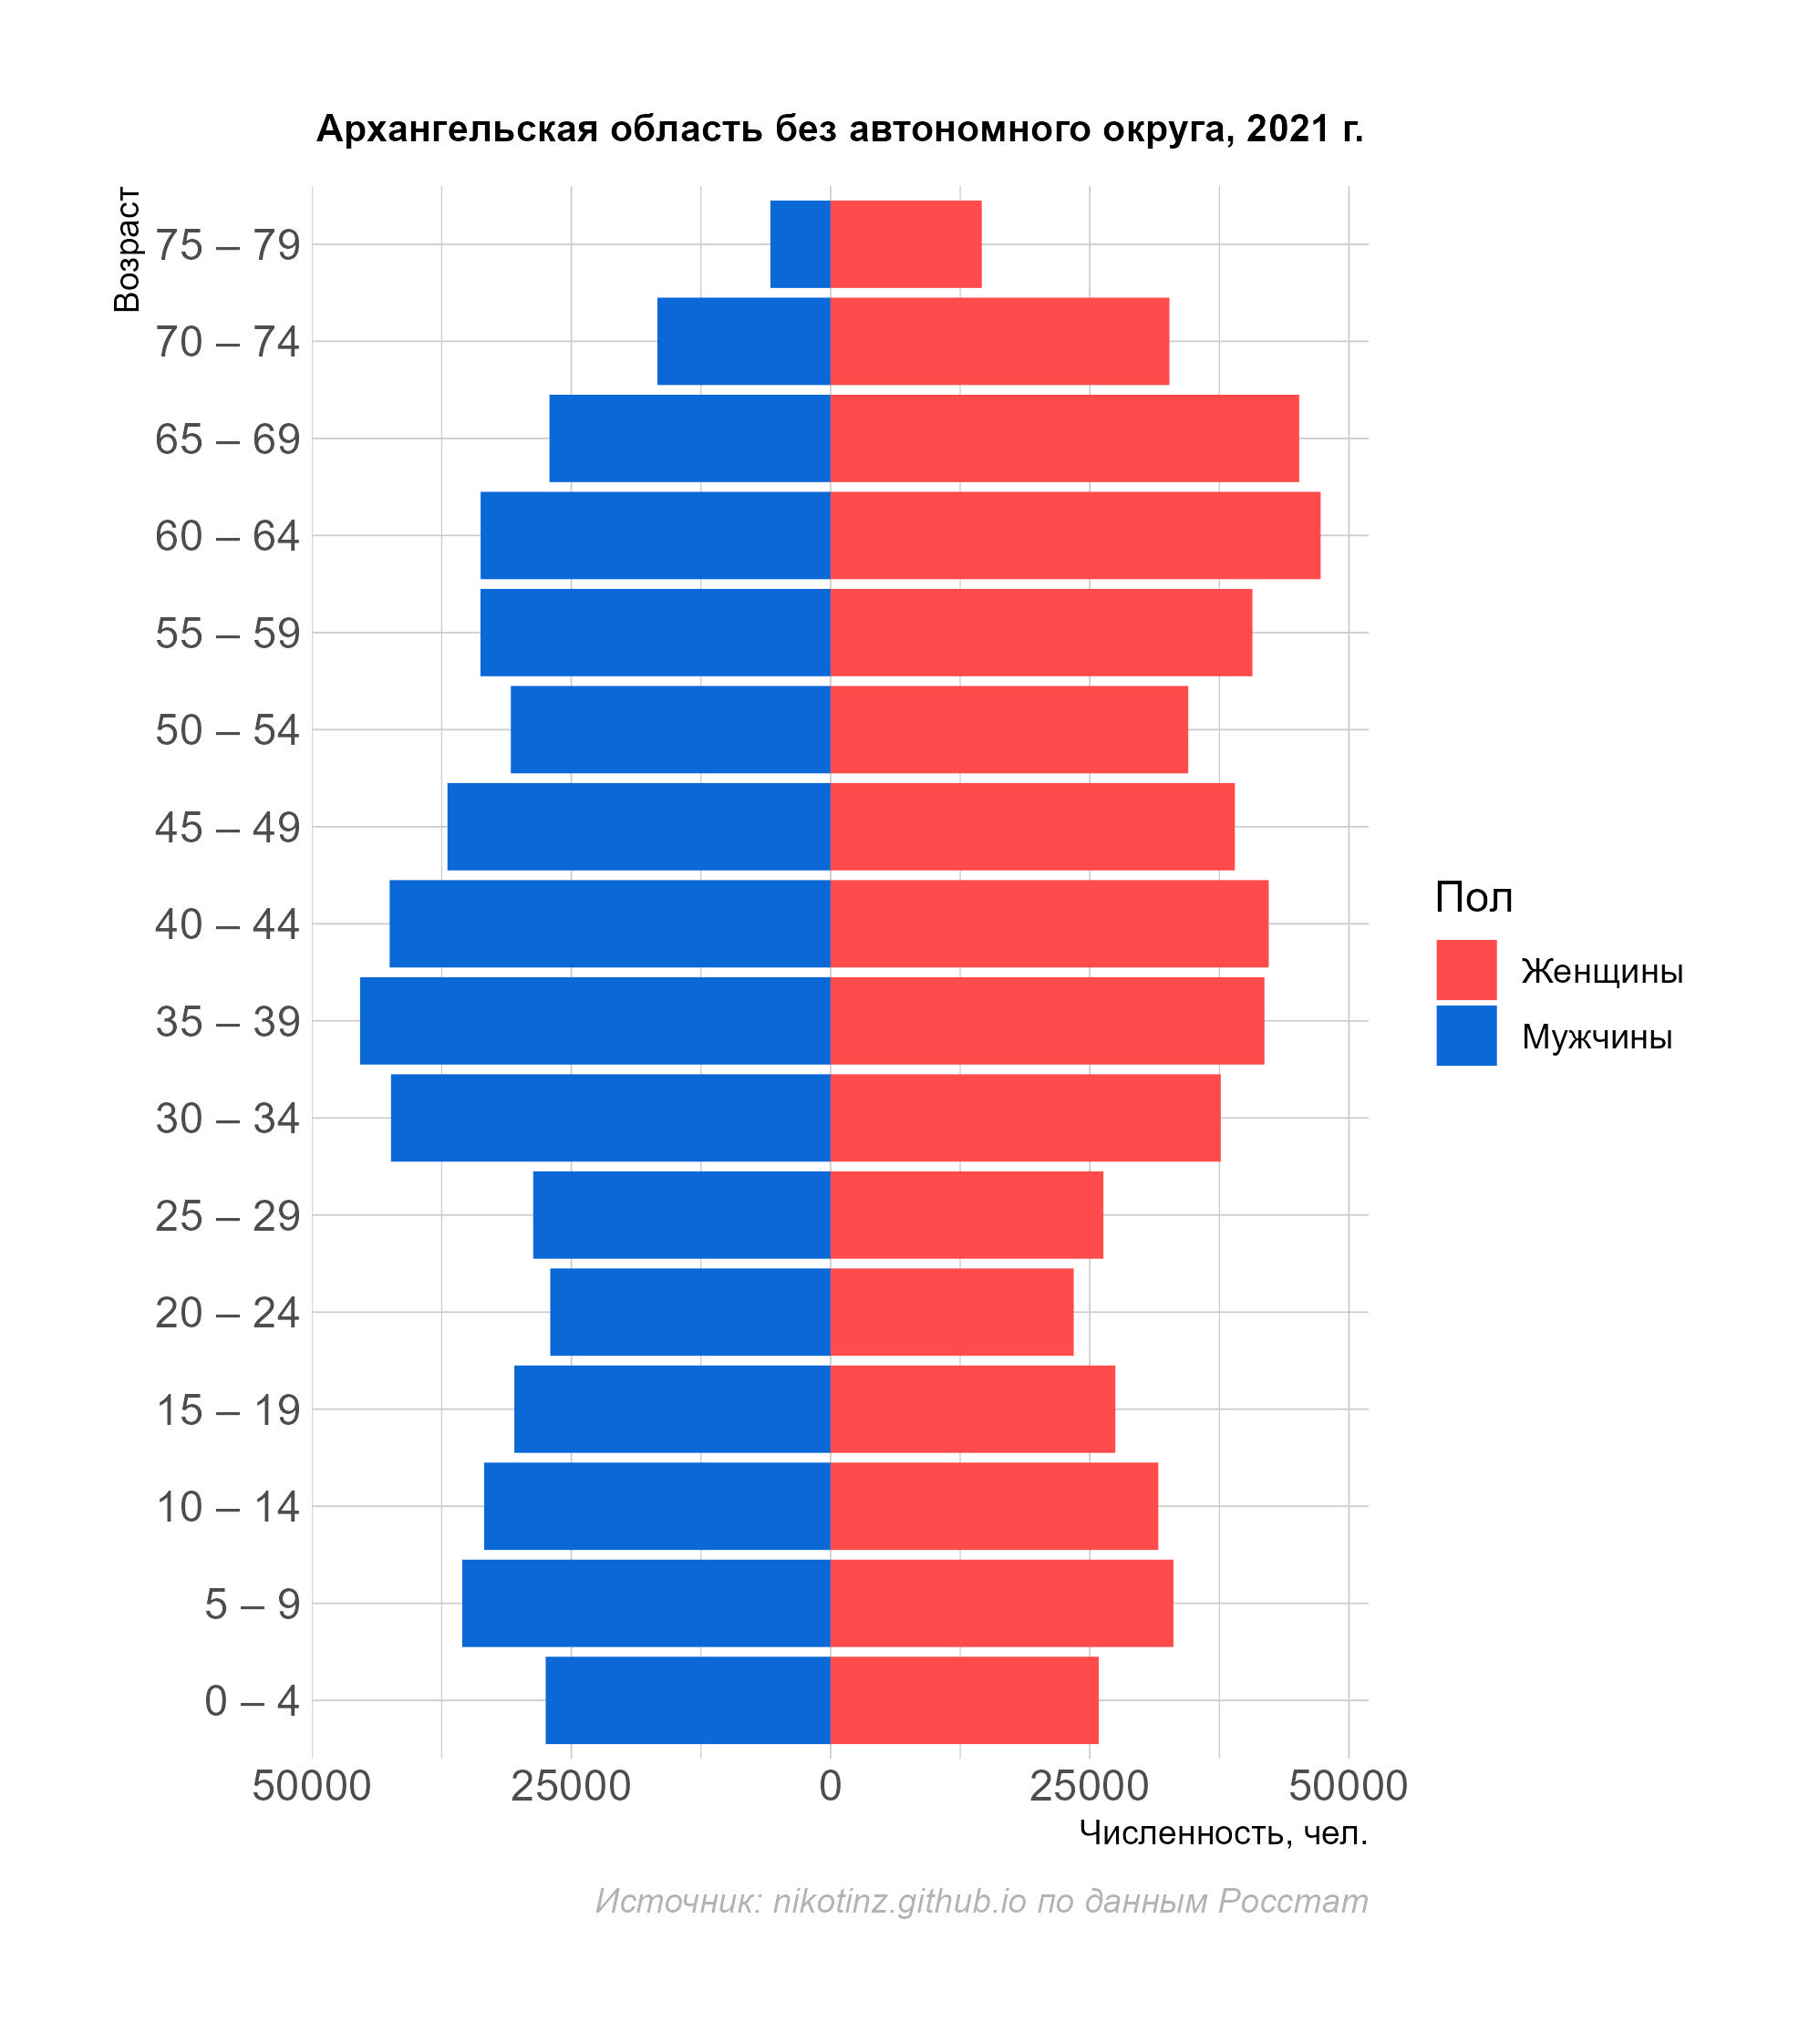 Архангельская область без автономного округа, 2021 г.
Возраст
75 – 79
70 – 74
65 – 69
60 – 64
55 – 59
50 – 54
45 – 49
40 – 44
35 – 39
30 – 34
25 – 29
20 – 24
15 – 19
10 – 14
5 – 9
0 – 4
50000 25000 0 25000 50000
Численность, чел.
Пол
Женщины
Мужчины
Источник: nikotinz.github.io по данным Росстат